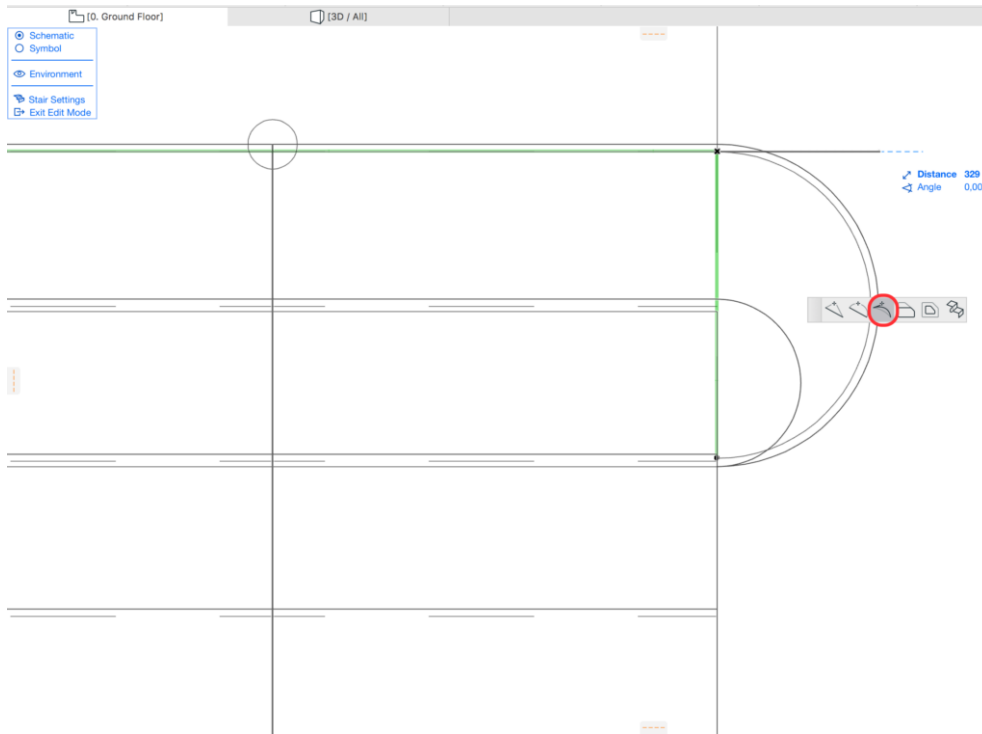 [0. Ground Floor]
[3D / All]
Schematic
Symbol
Environment
Stair Settings
Exit Edit Mode
Distance 329
Angle 0,00